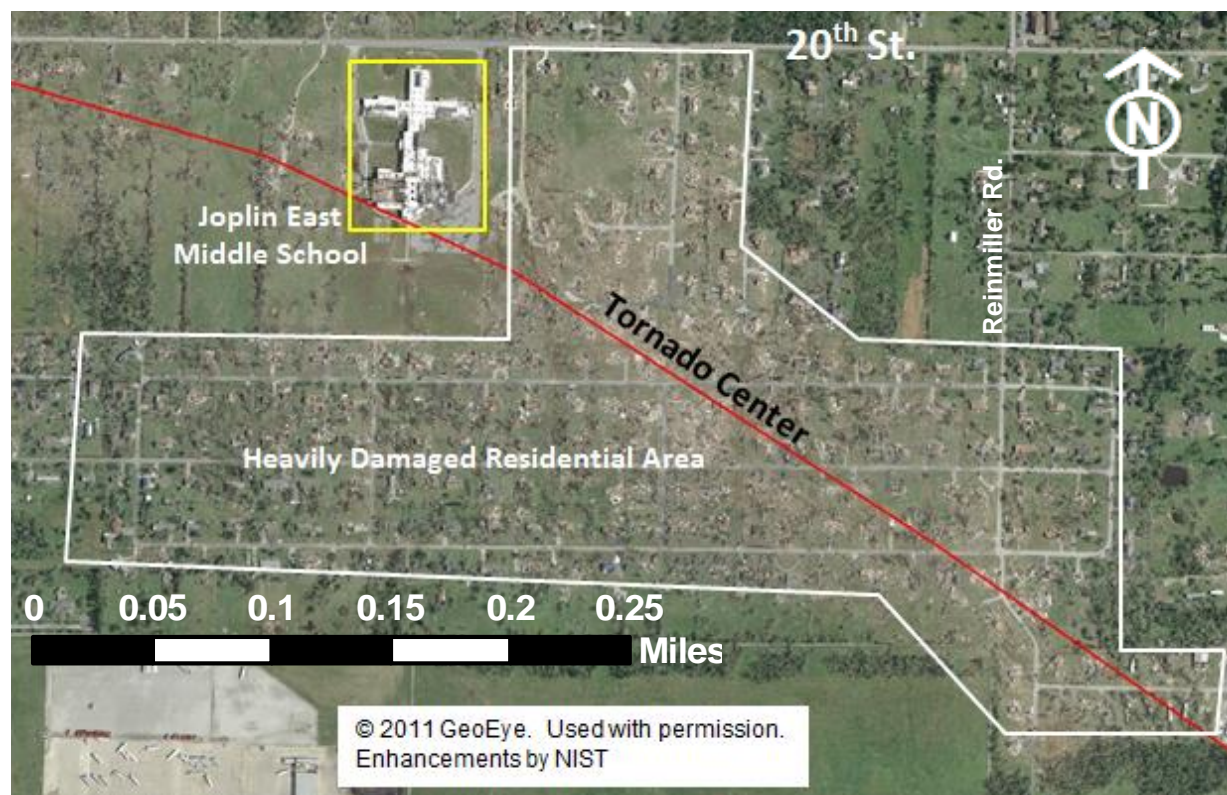 20th St.
N
Reinmiller Rd.
Joplin East
Middle School
Tornado Center
Heavily Damaged Residential Area
0 0.05 0.1 0.15 0.2 0.25
Miles
© 2011 GeoEye. Used with permission.
Enhancements by NIST